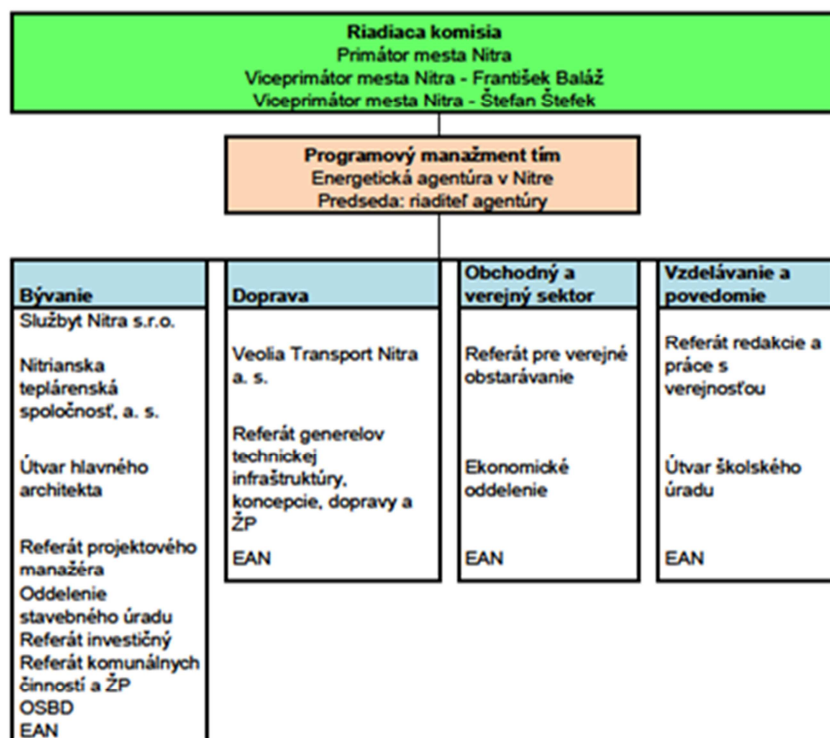 Riadiaca komisia
Primátor mesta Nitra
Viceprimátor mesta Nitra - František Baláž
Viceprimátor mesta Nitra - Štefan Štefek
Programový manažment tím
Energetická agentúra v Nitre
Predseda: riaditeľ agentúry
Bývanie
Službyt Nitra s.r.o.
Nitrianska
teplárenská
spoločnosť, a. s.
Útvar hlavného
architekta
Referát projektového
manažéra
Oddelenie
stavebného úradu
Referát investičný
Referát komunálnych
činností a ŽP
OSBD
EAN
Doprava
Veolia Transport Nitra
a. s.
Referát generelov
technickej
infraštruktúry,
koncepcie, dopravy a
ŽP
EAN
Obchodný a
verejný sektor
Referát pre verejné
obstarávanie
Ekonomické
oddelenie
EAN
Vzdelávanie a
povedomie
Referát redakcie a
práce s
verejnosťou
Útvar školského
úradu
EAN